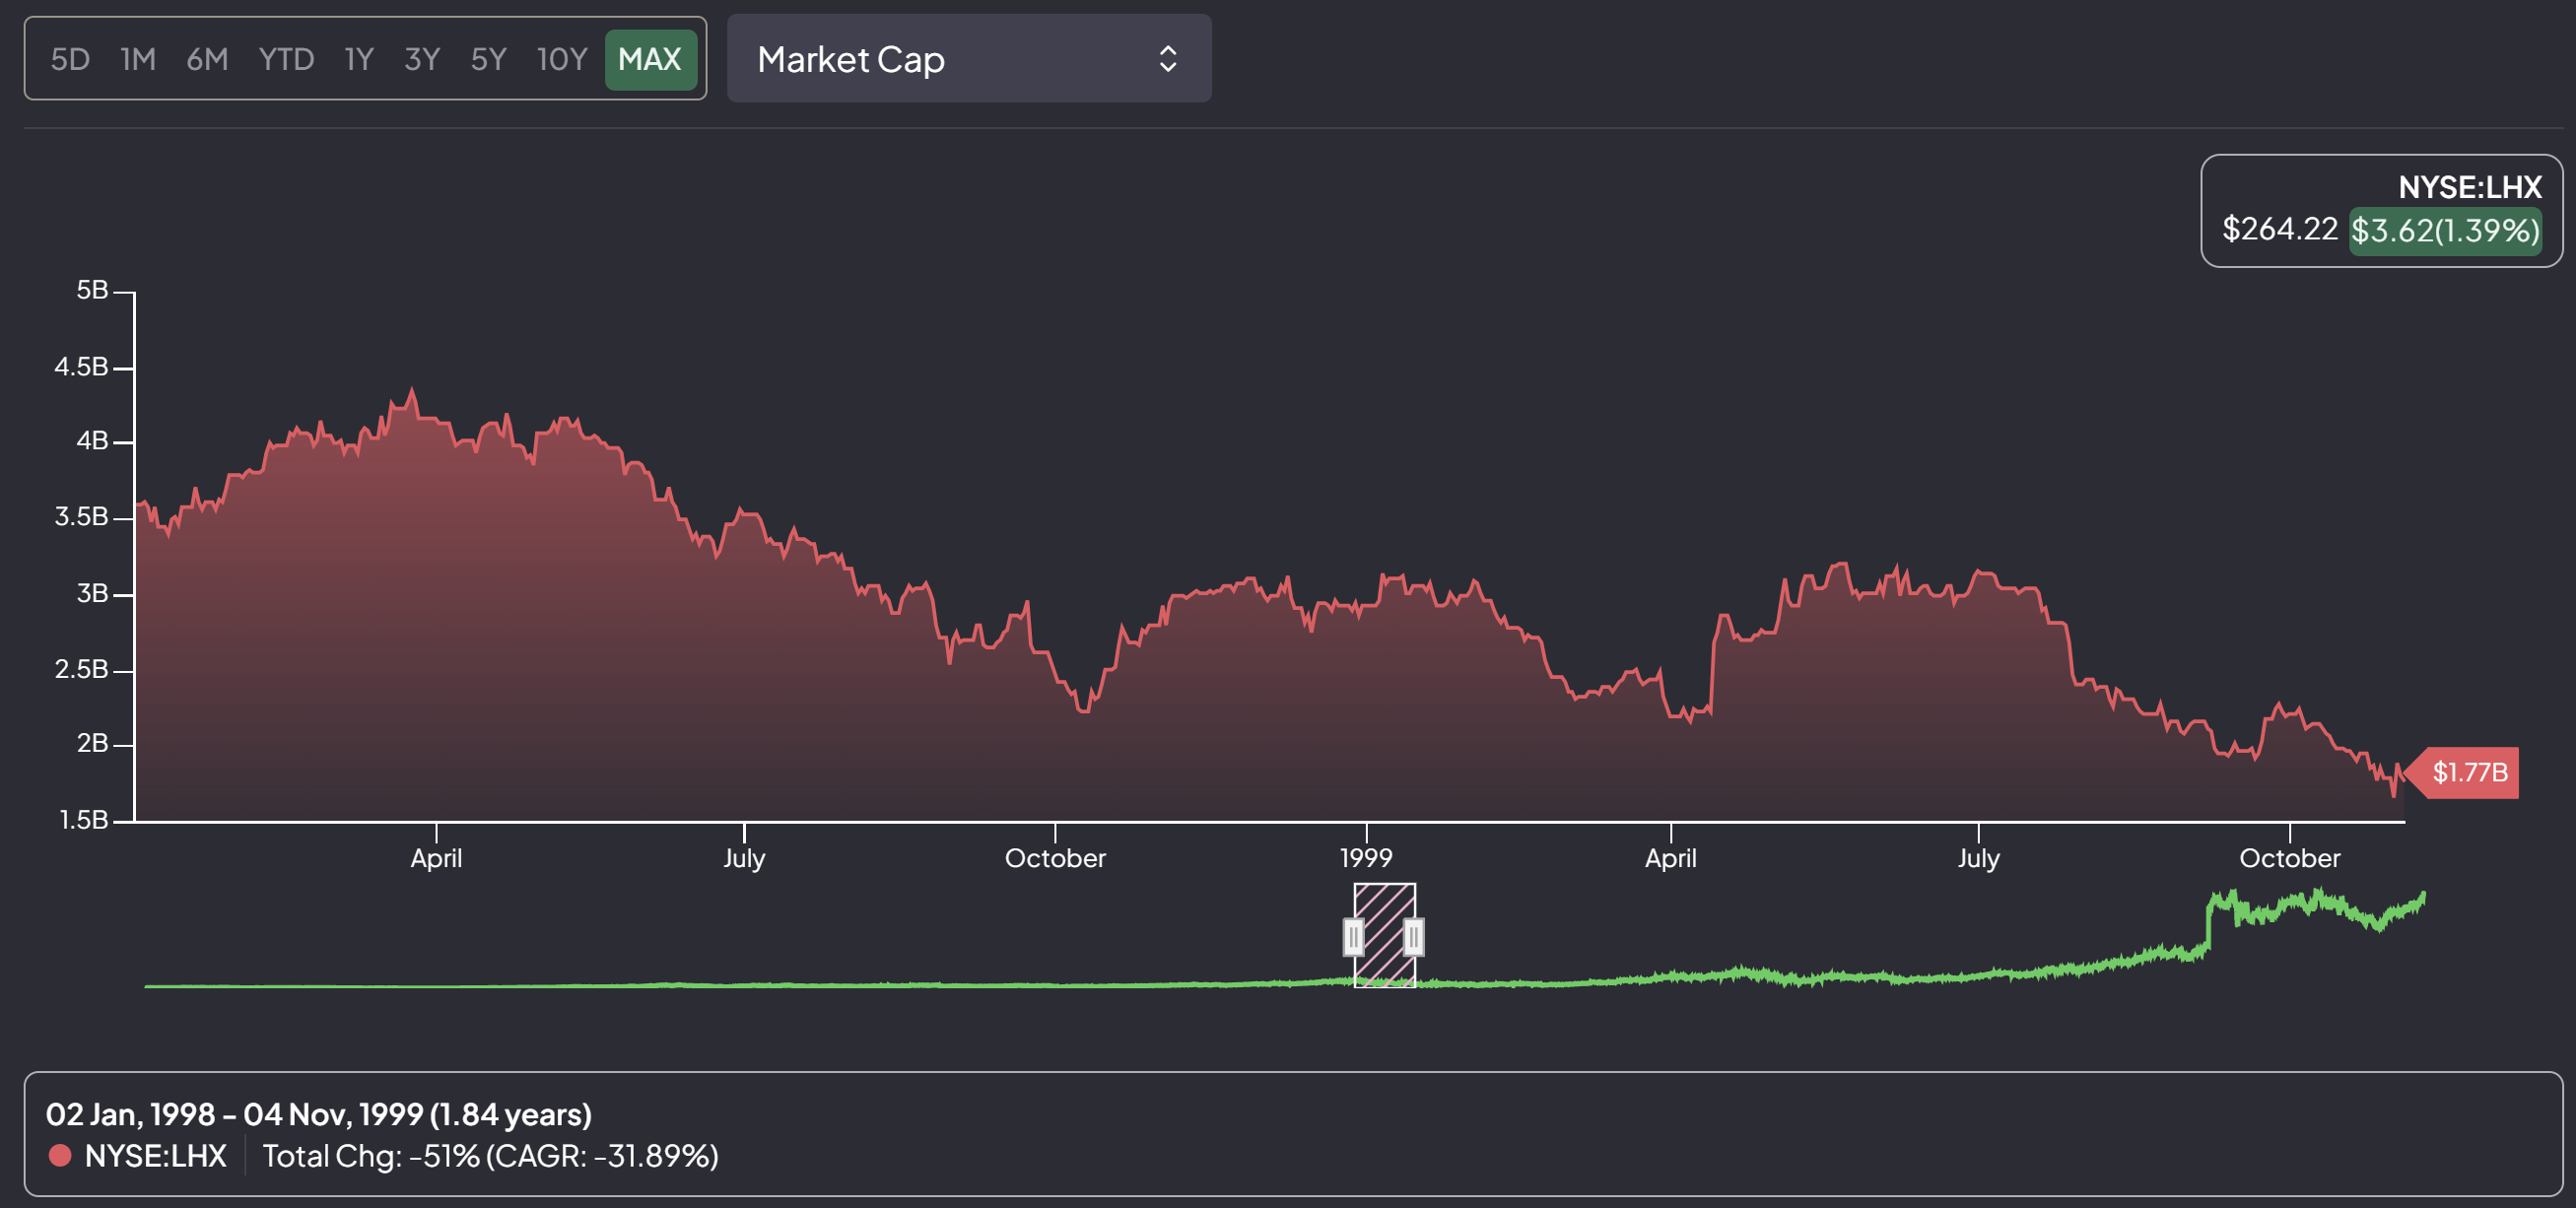 5D 1M 6M YTD 1Y 3Y 5Y 10Y MAX
Market Cap
NYSE:LHX
$264.22 $3.62(1.39%)
5B
4.5B
4B
3.5B
3B
2.5B
2B
1.5B
$1.77B
April July October 1999 April July October
02 Jan, 1998 – 04 Nov, 1999 (1.84 years)
NYSE:LHX Total Chg: -51% (CAGR: -31.89%)